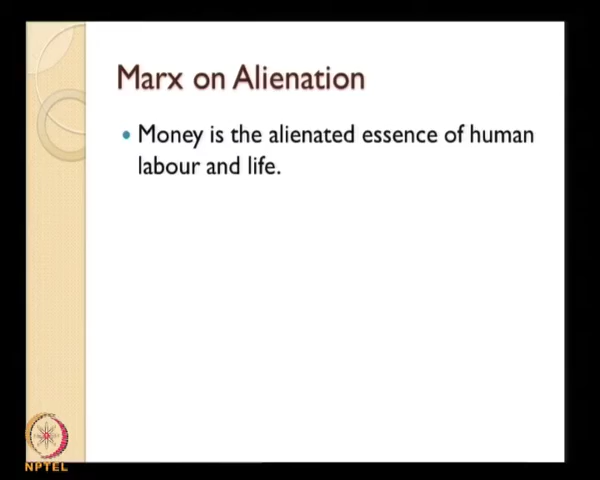 Marx on Alienation
• Money is the alienated essence of human
labour and life.
NPTEL